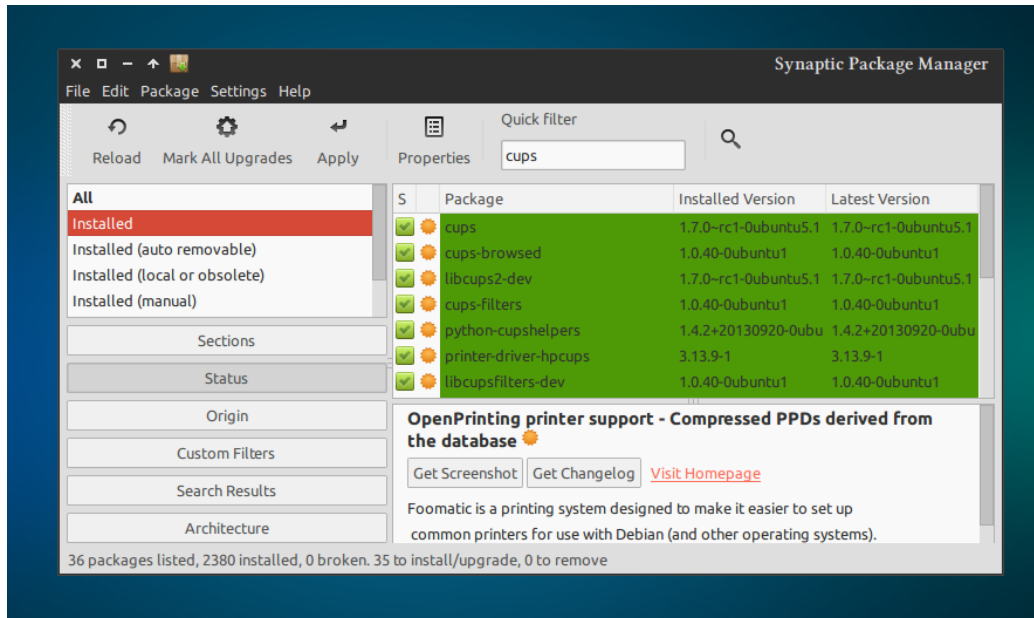 Synaptic Package Manager
File Edit Package Settings Help
Reload Mark All Upgrades Apply Properties
Quick filter
cups
All
Installed
Installed (auto removable)
Installed (local or obsolete)
Installed (manual)
Sections
Status
Origin
Custom Filters
Search Results
Architecture
S Package Installed Version Latest Version
cups 1.7.0~rc1-0ubuntu5.1 1.7.0~rc1-0ubuntu5.1
cups-browsed 1.0.40-0ubuntu1 1.0.40-0ubuntu1
libcups2-dev 1.7.0~rc1-0ubuntu5.1 1.7.0~rc1-0ubuntu5.1
cups-filters 1.0.40-0ubuntu1 1.0.40-0ubuntu1
python-cupshelpers 1.4.2+20130920-0ubu 1.4.2+20130920-0ubu
printer-driver-hpcups 3.13.9-1 3.13.9-1
libcupsfilters-dev 1.0.40-0ubuntu1 1.0.40-0ubuntu1
OpenPrinting printer support - Compressed PPDs derived from
the database
Get Screenshot Get Changelog Visit Homepage
Foomatic is a printing system designed to make it easier to set up
common printers for use with Debian (and other operating systems).
36 packages listed, 2380 installed, 0 broken. 35 to install/upgrade, 0 to remove